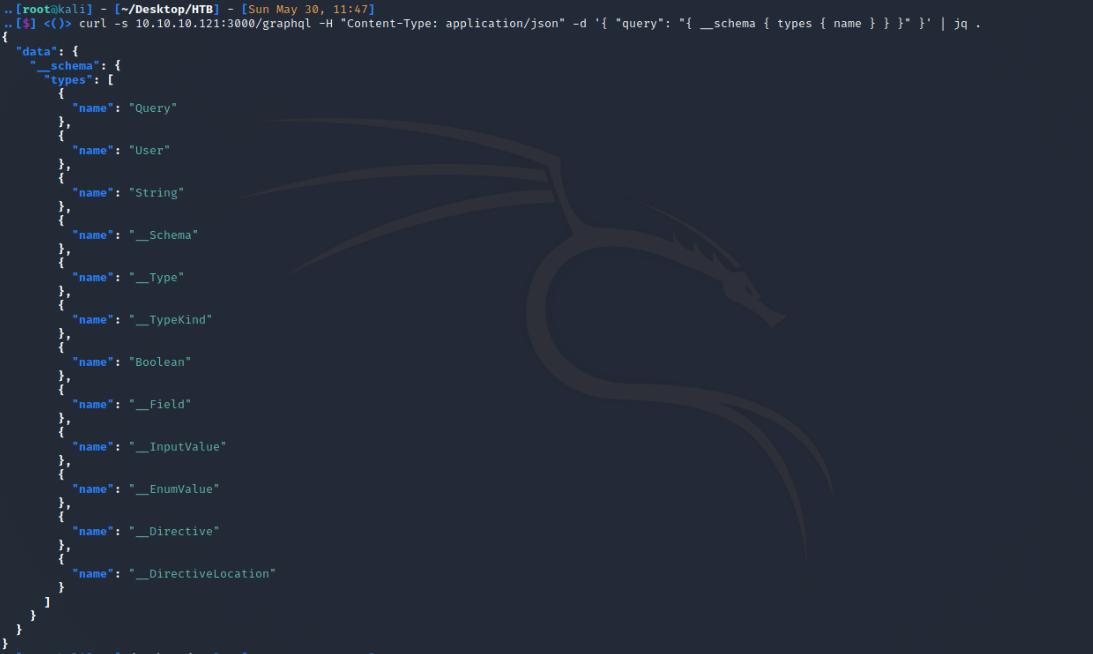 ..[root@kali] - [~/Desktop/HTB] - [Sun May 30, 11:47]
..[$] <()> curl -s 10.10.10.121:3000/graphql -H "Content-Type: application/json" -d '{ "query": "{ __schema { types { name } } }" }' | jq .
{
  "data": {
    "__schema": {
      "types": [
        {
          "name": "Query"
        },
        {
          "name": "User"
        },
        {
          "name": "String"
        },
        {
          "name": "__Schema"
        },
        {
          "name": "__Type"
        },
        {
          "name": "__TypeKind"
        },
        {
          "name": "Boolean"
        },
        {
          "name": "__Field"
        },
        {
          "name": "__InputValue"
        },
        {
          "name": "__EnumValue"
        },
        {
          "name": "__Directive"
        },
        {
          "name": "__DirectiveLocation"
        }
      ]
    }
  }
}